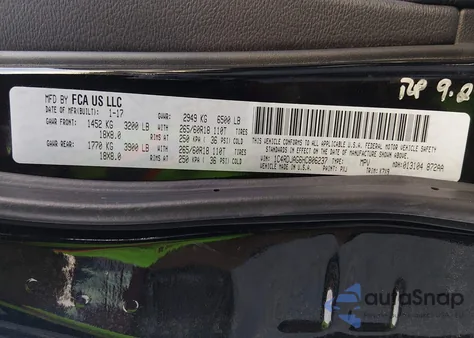 MFD BY FCA US LLC
DATE OF MFR(BUILT): 1-17
GVWR: 2949 KG 6500 LB
GAWR FRONT: 1452 KG 3200 LB WITH 265/60R18 110T TIRES
18X8.0 RIMS AT 250 KPA/ 36 PSI/ COLD
GAWR REAR: 1770 KG 3900 LB WITH 265/60R18 110T TIRES
18X8.0 RIMS AT 250 KPA/ 36 PSI/ COLD
THIS VEHICLE CONFORMS TO ALL APPLICABLE U.S.A. FEDERAL MOTOR VEHICLE SAFETY
STANDARDS IN EFFECT ON THE
DATE OF MANUFACTURE SHOWN ABOVE.
VIN: TYPE: MPV
VEHICLE MADE IN U.S.A. PAINT: PXJ MDH: 013104 872AA
autoSnap